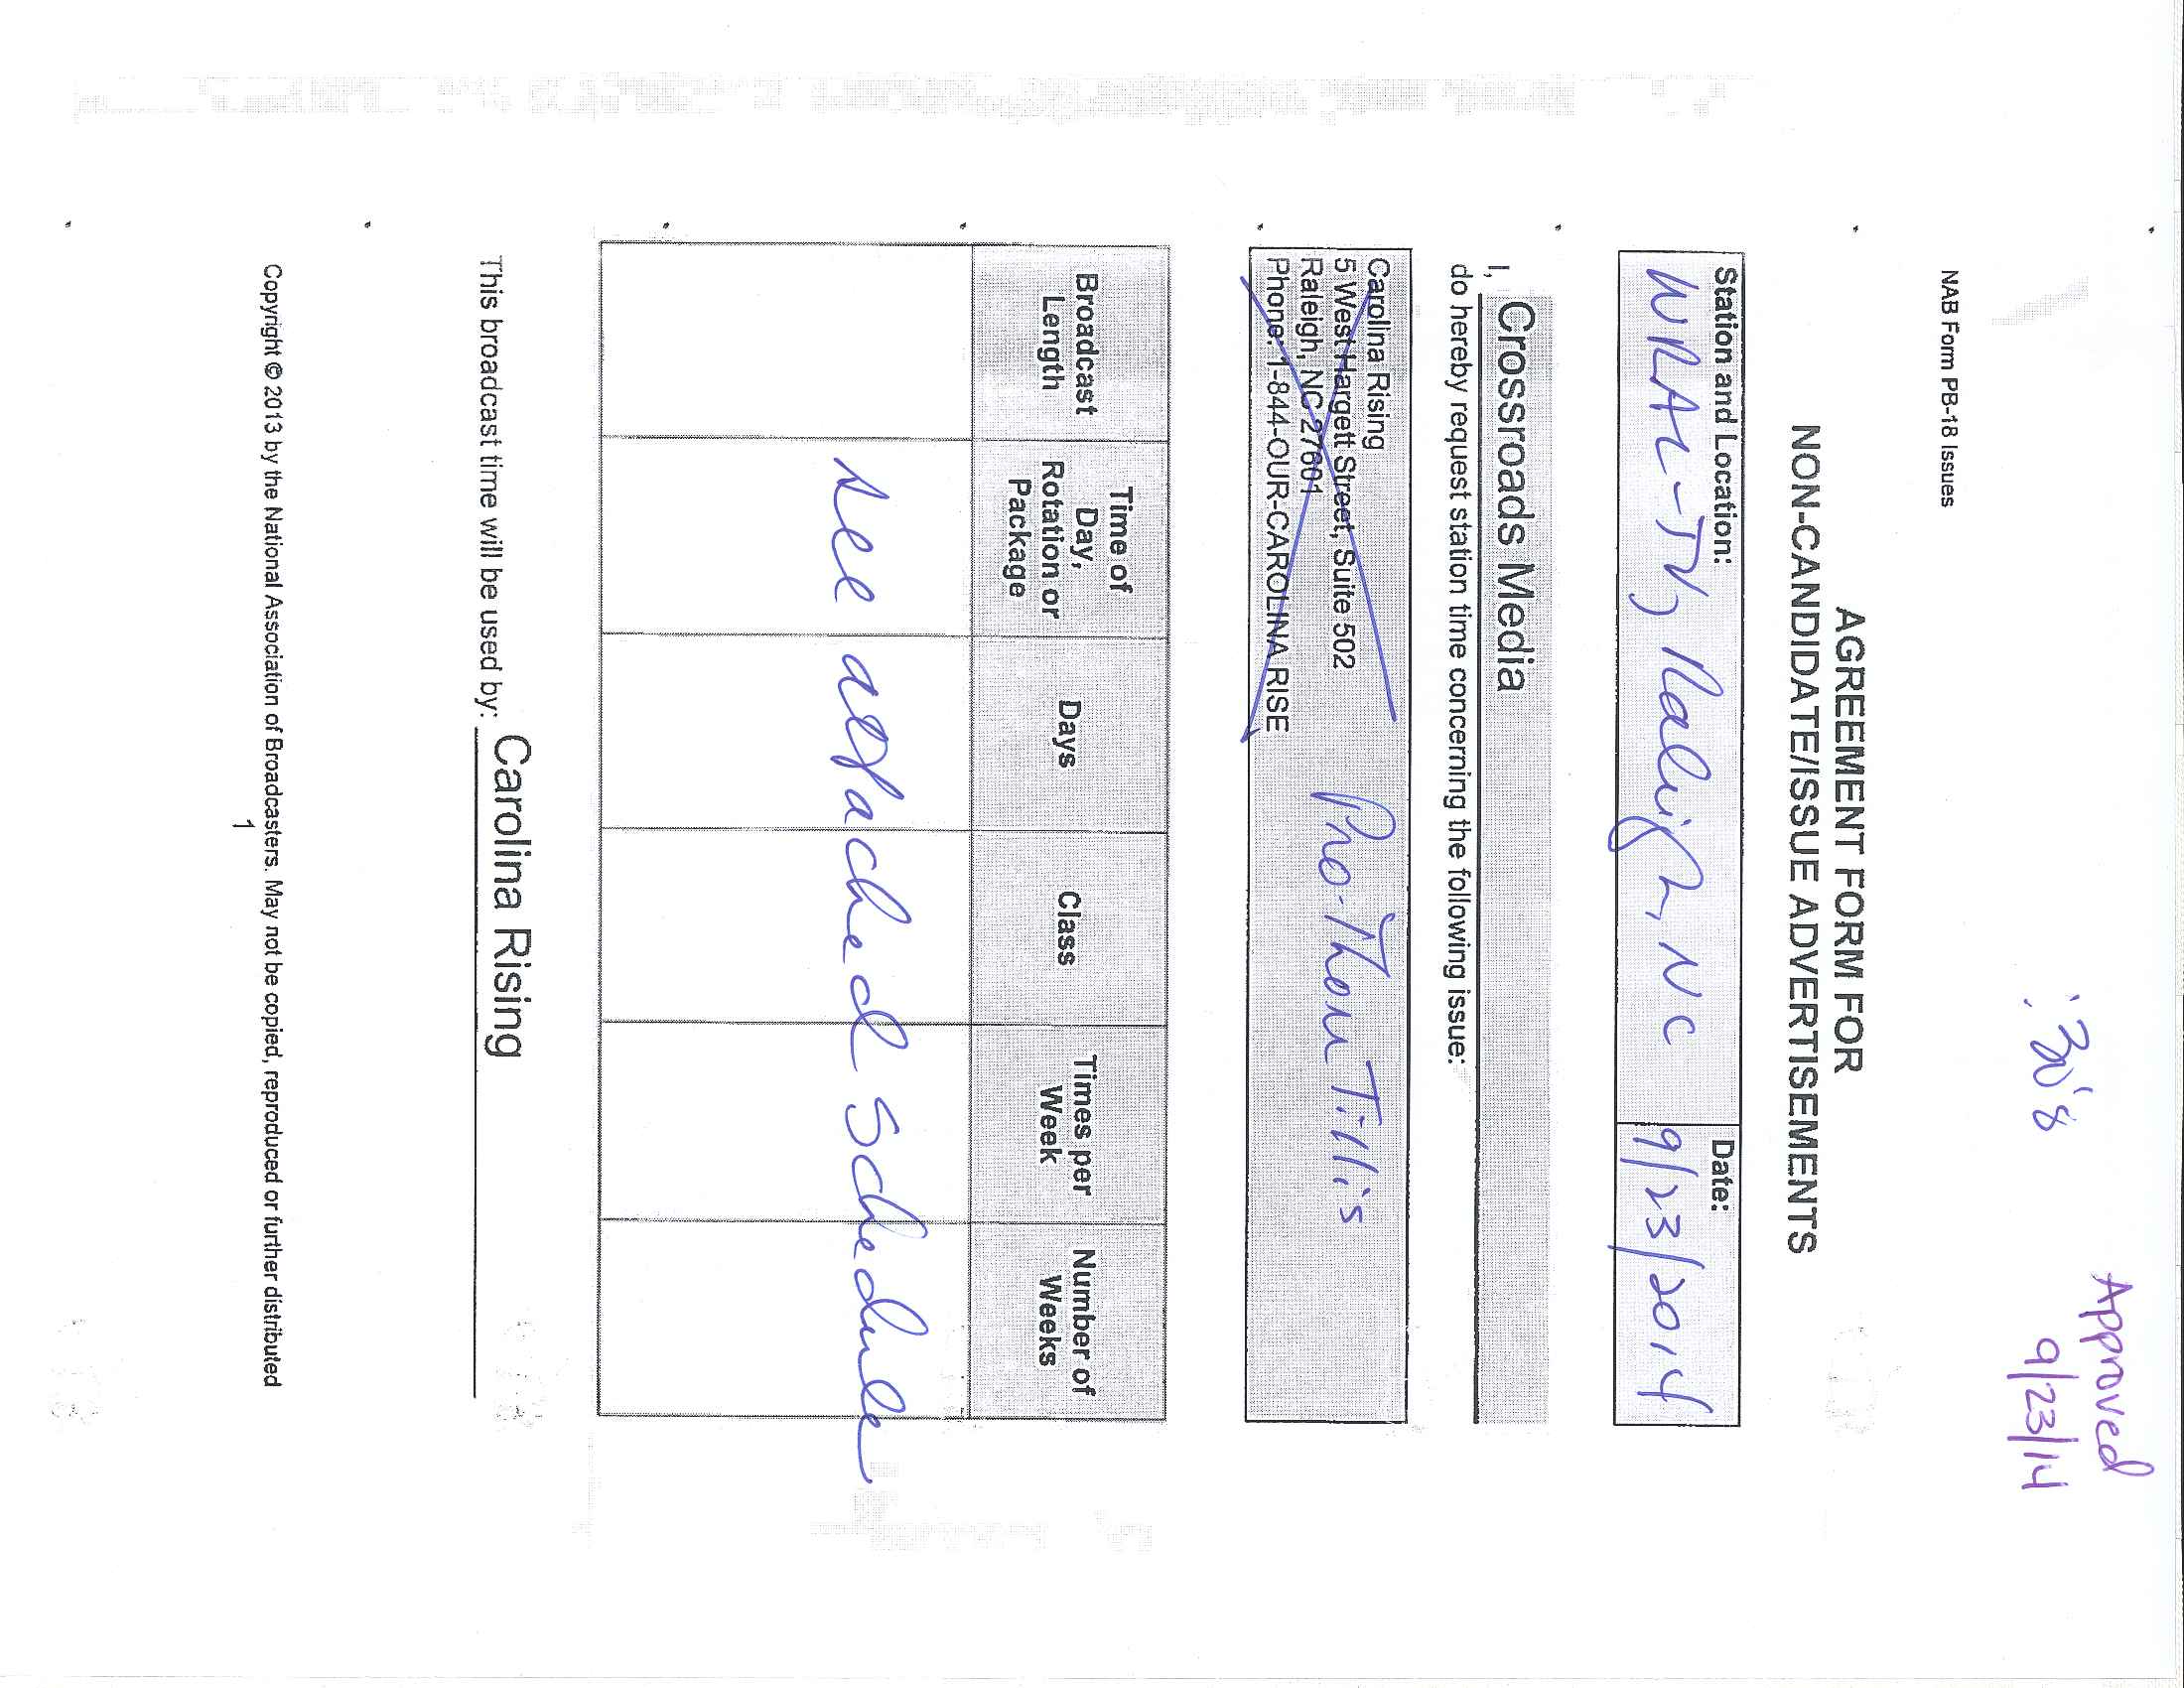 Approved
9/23/14
:30's
NAB Form PB-18 Issues
AGREEMENT FORM FOR
NON-CANDIDATE/ISSUE ADVERTISEMENTS
Station and Location:
Date:
WRAL-TV, Raleigh, NC
9/23/2014
I, Crossroads Media
do hereby request station time concerning the following issue:
Carolina Rising
5 West Hargett Street, Suite 502
Raleigh, NC 27601
Phone: 1-844-OUR-CAROLINA RISE
Pro-Thom Tillis
Broadcast Length
Time of Day, Rotation or Package
Days
Class
Times per Week
Number of Weeks
See attached schedule
This broadcast time will be used by: Carolina Rising
Copyright © 2013 by the National Association of Broadcasters. May not be copied, reproduced or further distributed
1